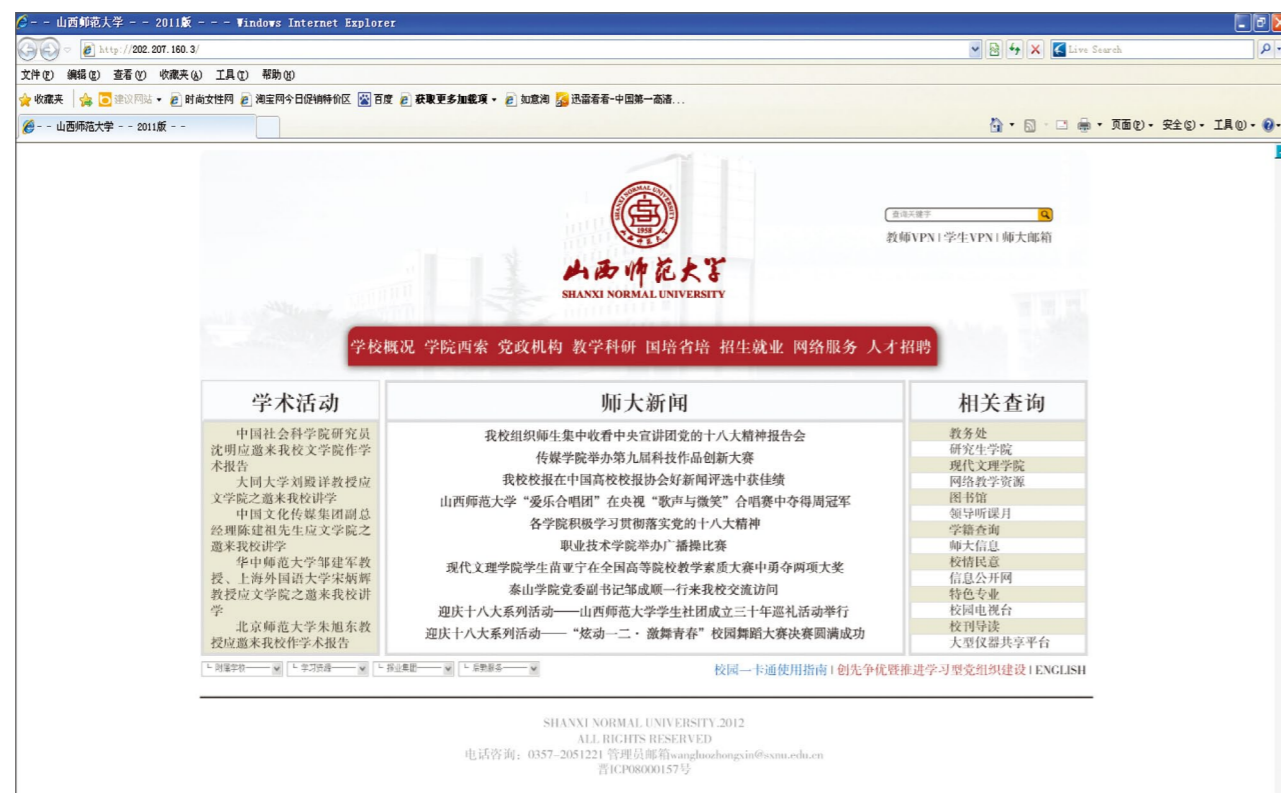 - - 山西师范大学 - - 2011版 - - - Windows Internet Explorer
http://202.207.160.3/
Live Search
文件(F) 编辑(E) 查看(V) 收藏夹(A) 工具(T) 帮助(H)
收藏夹 建议网站 时尚女性网 淘宝网今日促销特价区 百度 获取更多加载项 如意淘 迅雷看看-中国第一高清...
- - 山西师范大学 - - 2011版 - -
页面(P) 安全(S) 工具(O)
SHANXI NORMAL UNIVERSITY
1958
查询关键字
教师VPN | 学生VPN | 师大邮箱
山西师范大学
SHANXI NORMAL UNIVERSITY
学校概况 学院西索 党政机构 教学科研 国培省培 招生就业 网络服务 人才招聘
学术活动
中国社会科学院研究员
沈明应邀来我校文学院作学
术报告
大同大学刘殿详教授应
文学院之邀来我校讲学
中国文化传媒集团副总
经理陈建祖先生应文学院之
邀来我校讲学
华中师范大学邹建军教
授、上海外国语大学宋炳辉
教授应文学院之邀来我校讲
学
北京师范大学朱旭东教
授应邀来我校作学术报告
师大新闻
我校组织师生集中收看中央宣讲团党的十八大精神报告会
传媒学院举办第九届科技作品创新大赛
我校校报在中国高校校报协会好新闻评选中获佳绩
山西师范大学“爱乐合唱团”在央视“歌声与微笑”合唱赛中夺得周冠军
各学院积极学习贯彻落实党的十八大精神
职业技术学院举办广播操比赛
现代文理学院学生苗亚宁在全国高等院校教学素质大赛中勇夺两项大奖
泰山学院党委副书记邹成顺一行来我校交流访问
迎庆十八大系列活动——山西师范大学学生社团成立三十年巡礼活动举行
迎庆十八大系列活动——“炫动一二·激舞青春”校园舞蹈大赛决赛圆满成功
相关查询
教务处
研究生学院
现代文理学院
网络教学资源
图书馆
领导听课月
学籍查询
师大信息
校情民意
信息公开网
特色专业
校园电视台
校刊导读
大型仪器共享平台
└ 附属学校—— └ 学习资源—— └ 报业集团—— └ 后勤服务——
校园一卡通使用指南 | 创先争优暨推进学习型党组织建设 | ENGLISH
SHANXI NORMAL UNIVERSITY.2012
ALL RIGHTS RESERVED
电话咨询：0357-2051221 管理员邮箱wangluozhongxin@sxnu.edu.cn
晋ICP08000157号